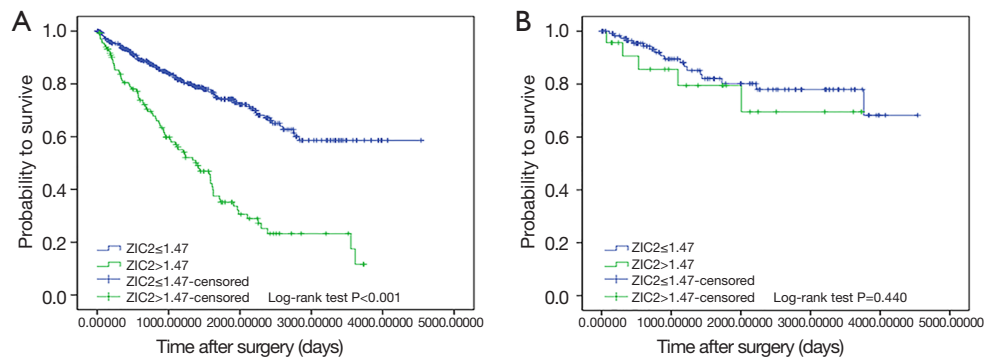 A
Probability to survive
1.0
0.8
0.6
0.4
0.2
0.0
ZIC2≤1.47
ZIC2>1.47
ZIC2≤1.47-censored
ZIC2>1.47-censored
Log-rank test P<0.001
0.00000 1000.00000 2000.00000 3000.00000 4000.00000 5000.00000
Time after surgery (days)
B
Probability to survive
1.0
0.8
0.6
0.4
0.2
0.0
ZIC2≤1.47
ZIC2>1.47
ZIC2≤1.47-censored
ZIC2>1.47-censored
Log-rank test P=0.440
0.00000 1000.00000 2000.00000 3000.00000 4000.00000 5000.00000
Time after surgery (days)